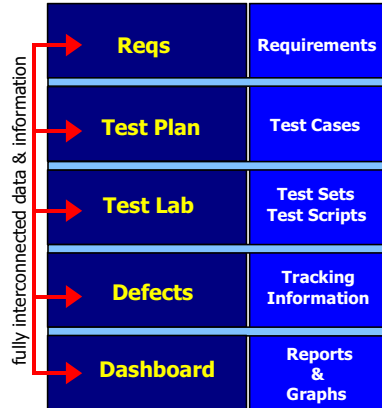 fully interconnected data & information
Reqs
Requirements
Test Plan
Test Cases
Test Lab
Test Sets
Test Scripts
Defects
Tracking
Information
Dashboard
Reports
&
Graphs